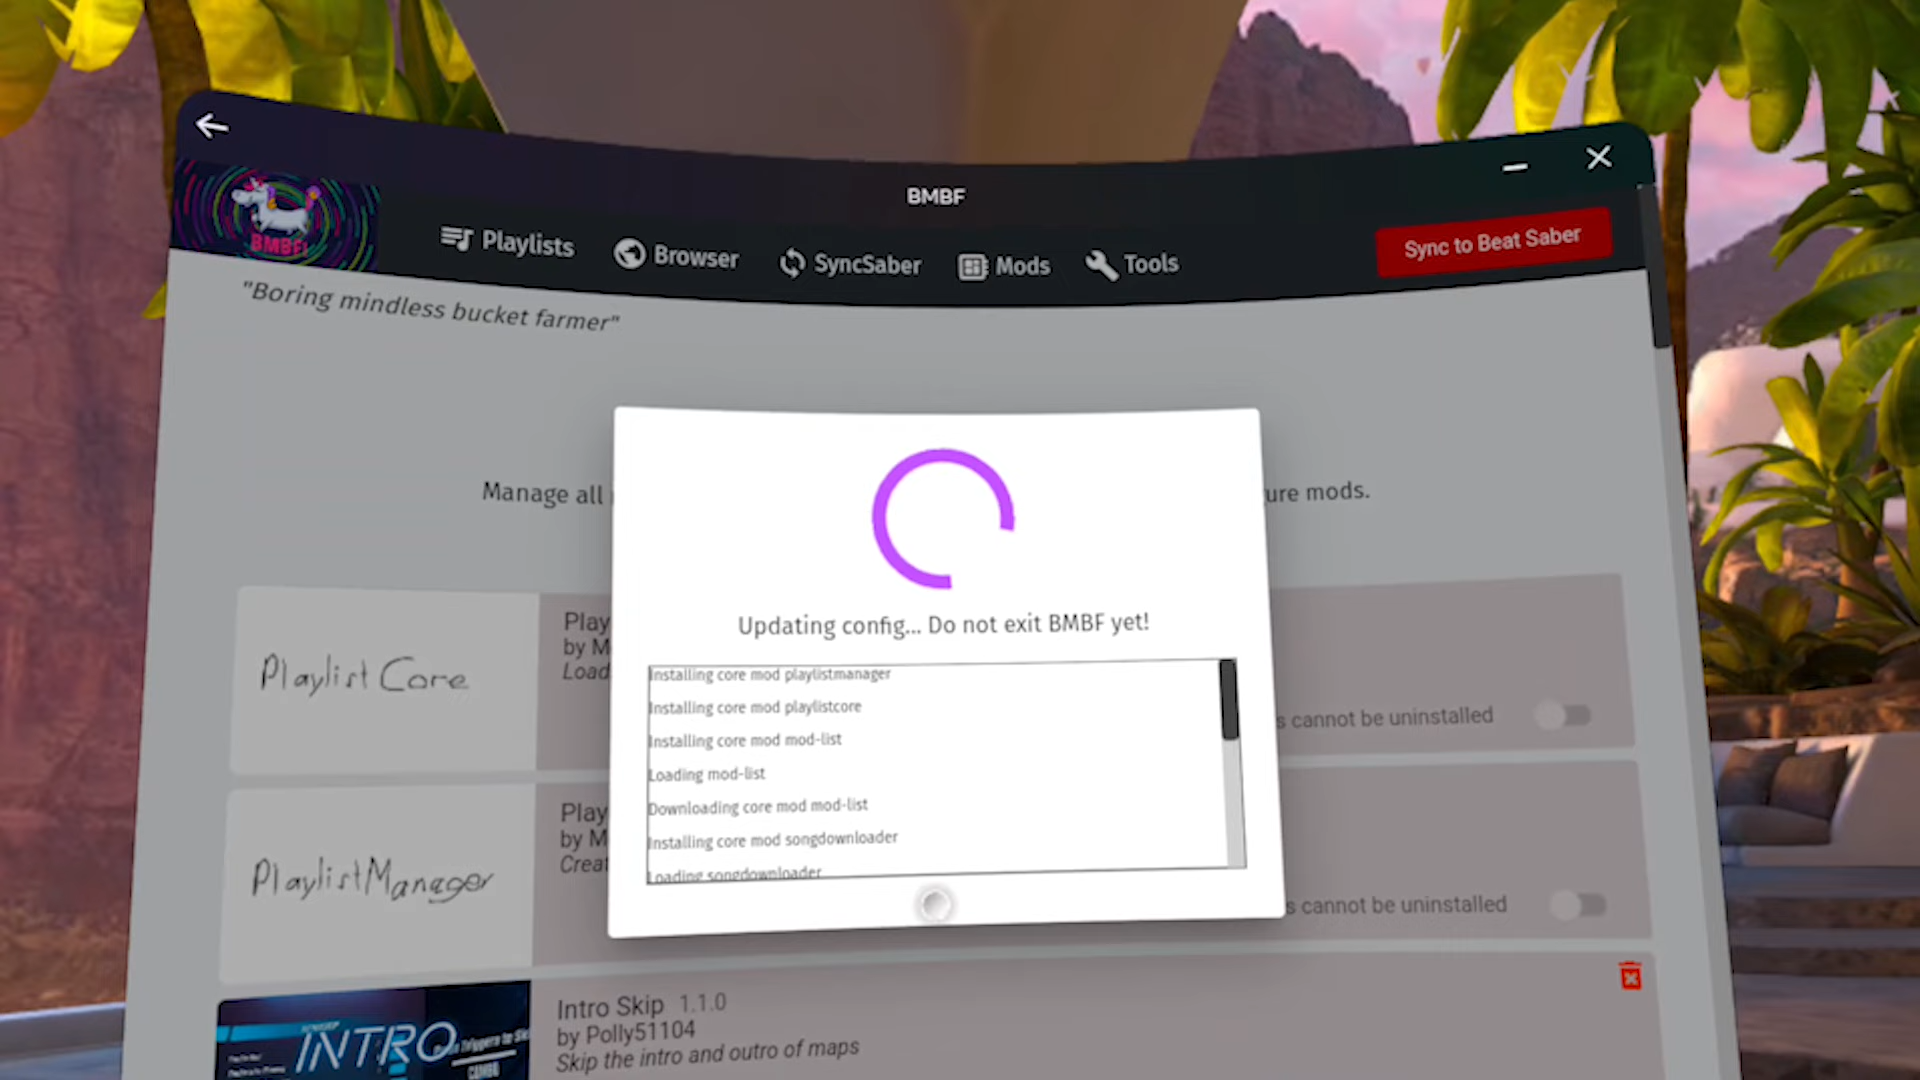 BMBF
BMBF!
Playlists
Browser
SyncSaber
Mods
Tools
Sync to Beat Saber
"Boring mindless bucket farmer"
Manage all
ure mods.
Updating config... Do not exit BMBF yet!
Installing core mod playlistmanager
Installing core mod playlistcore
Installing core mod mod-list
Loading mod-list
Downloading core mod mod-list
Installing core mod songdownloader
Loading songdownloader
Playlist Core
Play
by M
Load
s cannot be uninstalled
PlaylistManager
Play
by M
Creat
s cannot be uninstalled
INTRO
Intro Skip 1.1.0
by Polly51104
Skip the intro and outro of maps